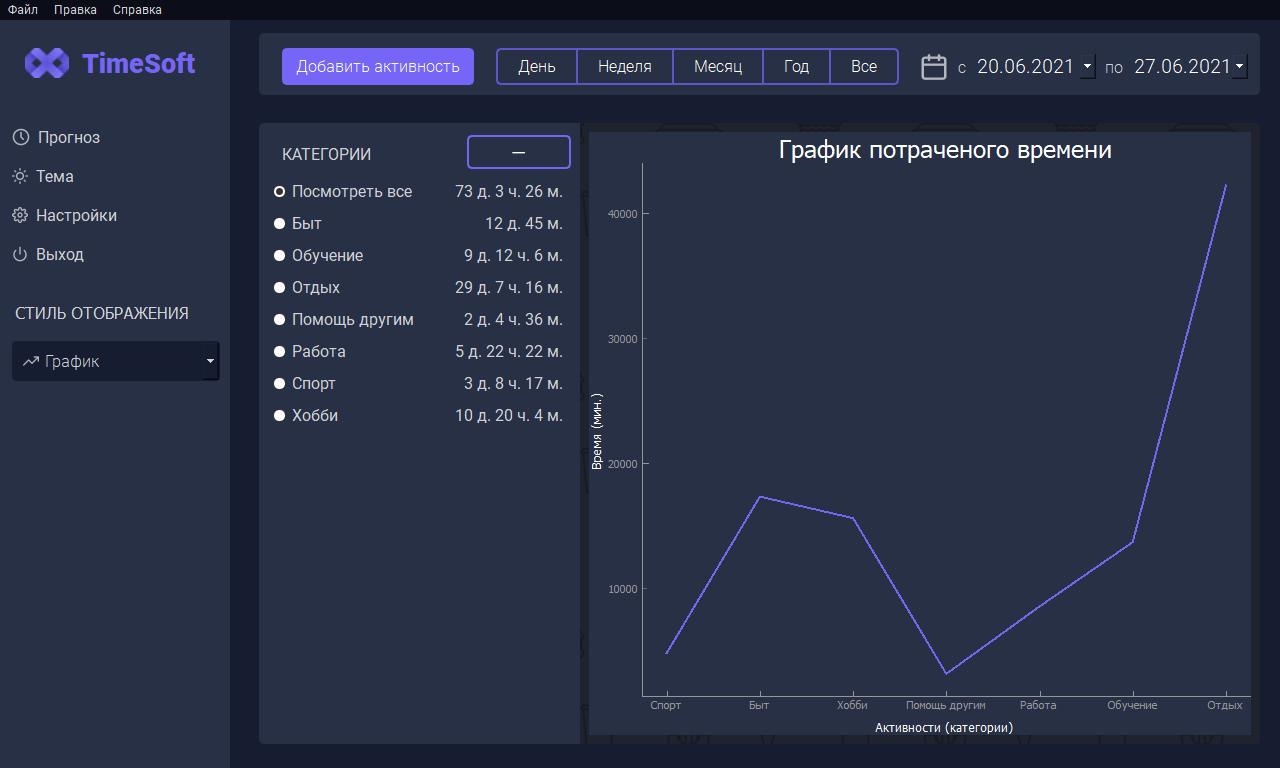 Файл Правка Справка
TimeSoft
Добавить активность День Неделя Месяц Год Все с 20.06.2021 по 27.06.2021
Прогноз
Тема
Настройки
Выход
СТИЛЬ ОТОБРАЖЕНИЯ
График
КАТЕГОРИИ —
Посмотреть все 73 д. 3 ч. 26 м.
Быт 12 д. 45 м.
Обучение 9 д. 12 ч. 6 м.
Отдых 29 д. 7 ч. 16 м.
Помощь другим 2 д. 4 ч. 36 м.
Работа 5 д. 22 ч. 22 м.
Спорт 3 д. 8 ч. 17 м.
Хобби 10 д. 20 ч. 4 м.
График потраченого времени
Время (мин.)
40000
30000
20000
10000
Спорт Быт Хобби Помощь другим Работа Обучение Отдых
Активности (категории)